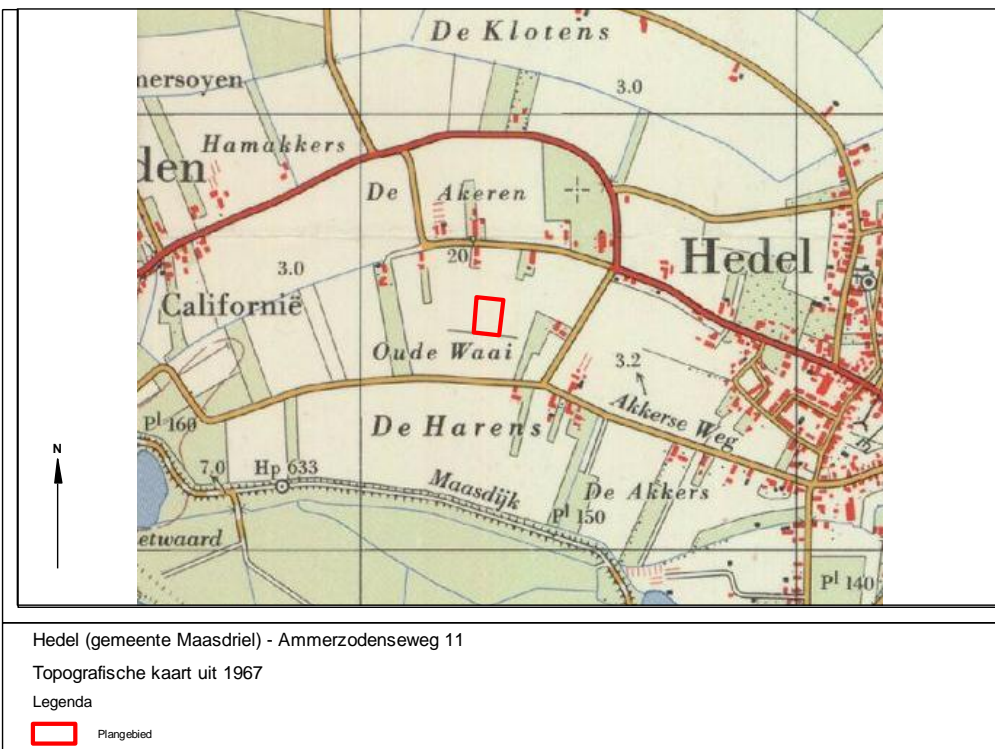 De Klotens
mersoyen
3.0
Hamakkers
den
De Akeren
Hedel
20
3.0
Californië
Oude Waai
3.2
Akkerse Weg
Pl 160
De Harens
N
7.0
Hp 633
Maasdijk
De Akkers
Pl 150
etwaard
Pl 140
Hedel (gemeente Maasdriel) - Ammerzodenseweg 11
Topografische kaart uit 1967
Legenda
Plangebied